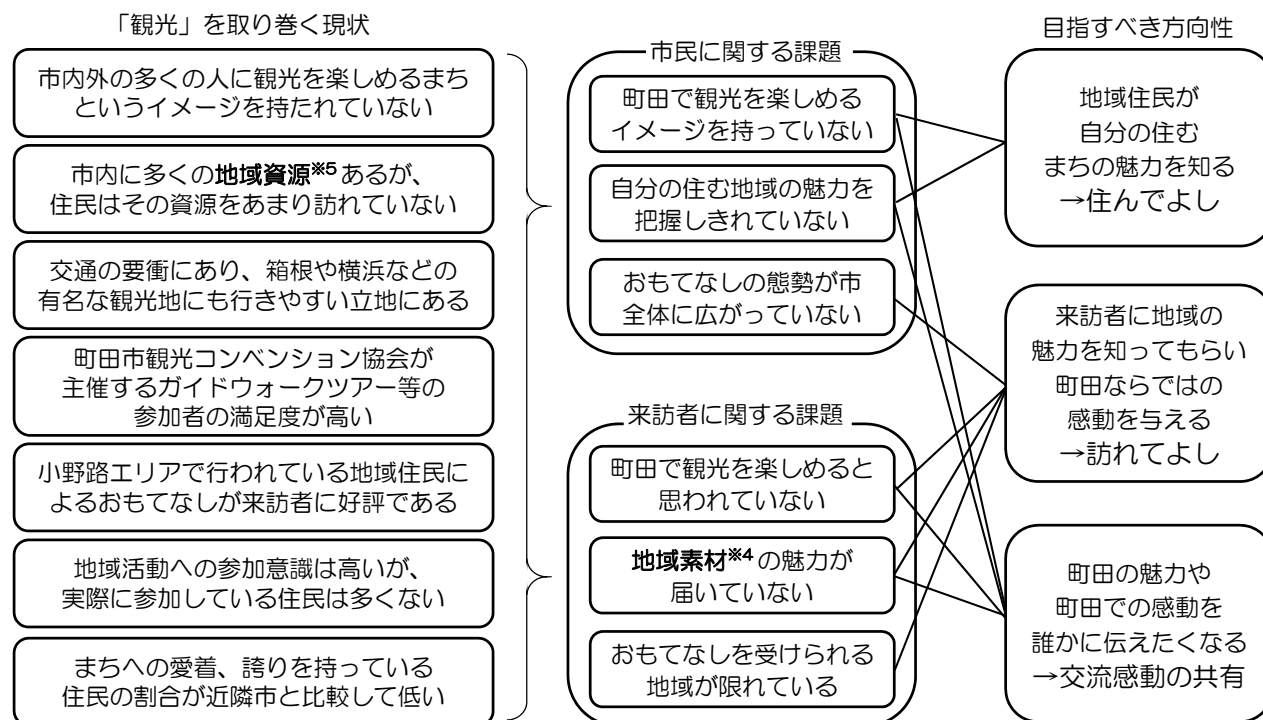 「観光」を取り巻く現状
市内外の多くの人に観光を楽しめるまち
というイメージを持たれていない
市内に多くの地域資源※5あるが、
住民はその資源をあまり訪れていない
交通の要衝にあり、箱根や横浜などの
有名な観光地にも行きやすい立地にある
町田市観光コンベンション協会が
主催するガイドウォークツアー等の
参加者の満足度が高い
小野路エリアで行われている地域住民に
よるおもてなしが来訪者に好評である
地域活動への参加意識は高いが、
実際に参加している住民は多くない
まちへの愛着、誇りを持っている
住民の割合が近隣市と比較して低い
市民に関する課題
町田で観光を楽しめる
イメージを持っていない
自分の住む地域の魅力を
把握しきれていない
おもてなしの態勢が市
全体に広がっていない
来訪者に関する課題
町田で観光を楽しめると
思われていない
地域素材※4の魅力が
届いていない
おもてなしを受けられる
地域が限れている
目指すべき方向性
地域住民が
自分の住む
まちの魅力を知る
→住んでよし
来訪者に地域の
魅力を知ってもらい
町田ならではの
感動を与える
→訪れてよし
町田の魅力や
町田での感動を
誰かに伝えたくなる
→交流感動の共有